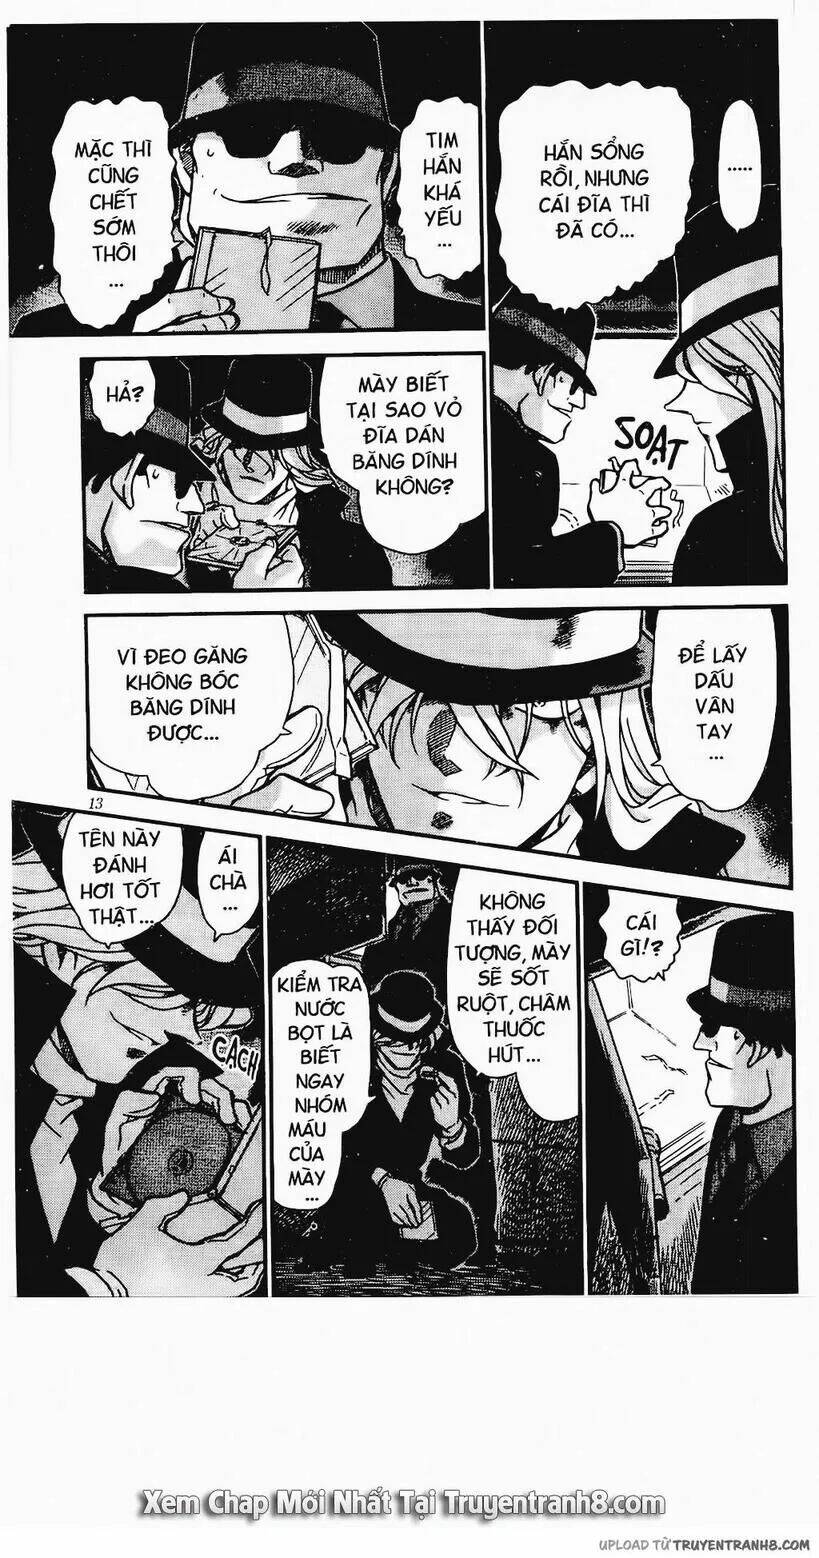 ......
HẮN SỔNG
RỒI, NHƯNG
CÁI ĐĨA THÌ
ĐÃ CÓ...
SOẠT
TIM
HẮN
KHÁ
YẾU
...
MẶC THÌ
CŨNG
CHẾT
SỚM
THÔI
...
MÀY BIẾT
TẠI SAO VỎ
ĐĨA DÁN
BĂNG DÍNH
KHÔNG?
HẢ?
ĐỂ LẤY
DẤU
VÂN
TAY
...
VÌ ĐEO GĂNG
KHÔNG BÓC
BĂNG DÍNH
ĐƯỢC...
13
CÁI
GÌ!?
KHÔNG
THẤY ĐỐI
TƯỢNG, MÀY
SẼ SỐT
RUỘT, CHÂM
THUỐC
HÚT...
KIỂM TRA
NƯỚC
BỌT LÀ
BIẾT
NGAY
NHÓM
MÁU
CỦA
MÀY
...
ÁI
CHÀ
...
TÊN NÀY
ĐÁNH
HƠI TỐT
THẬT...
CẠCH
Xem Chap Mới Nhất Tại Truyentranh8.com
UPLOAD TỪ TRUYENTRANH8.COM